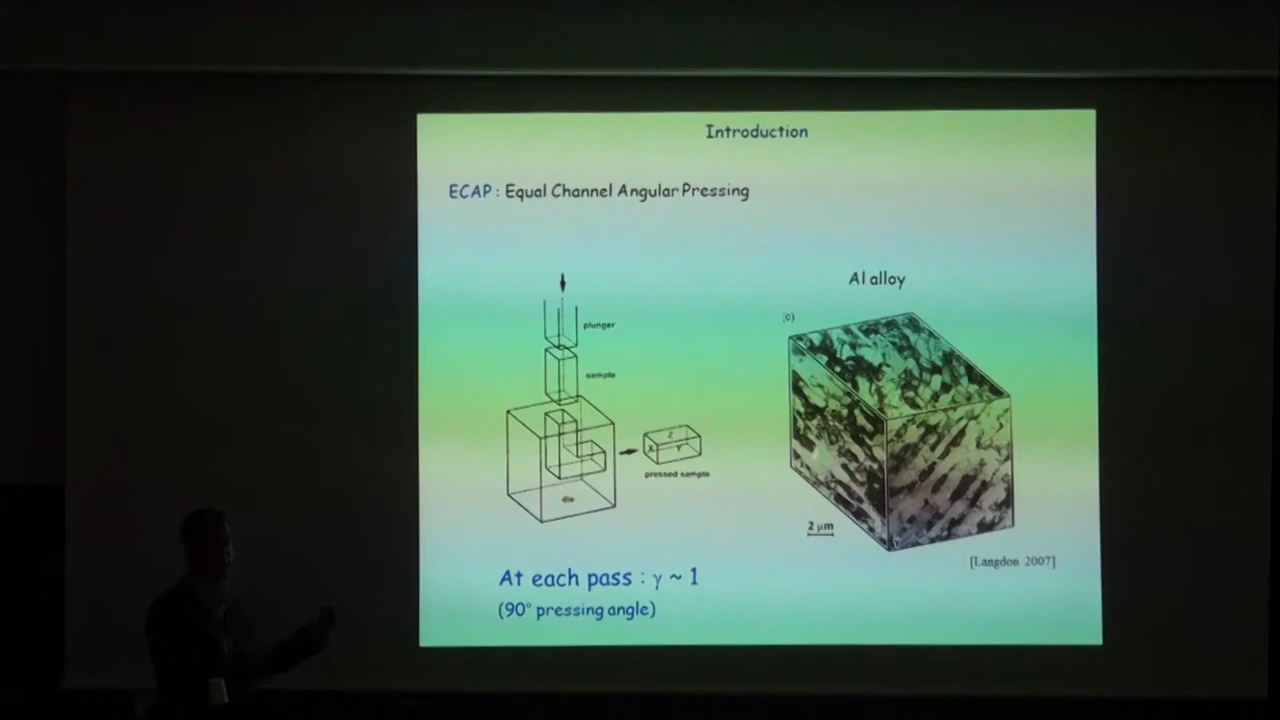 Introduction
ECAP : Equal Channel Angular Pressing
Al alloy
(c)
plunger
sample
Z
X Y
pressed sample
die
2 μm
Y
[Langdon 2007]
At each pass : γ ~ 1
(90° pressing angle)